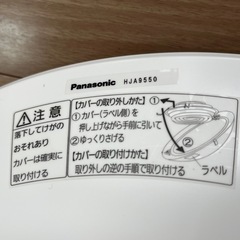 Panasonic HJA9550
⚠注意
落下してけがの
おそれあり
カバーは確実に
取り付ける
【カバーの取り外しかた】
①カバー(ラベル側)を
押し上げながら手前に引いて
②ゆっくりさげる
【カバーの取り付けかた】
取り外しの逆の手順で取り付ける
①
②
ラベル